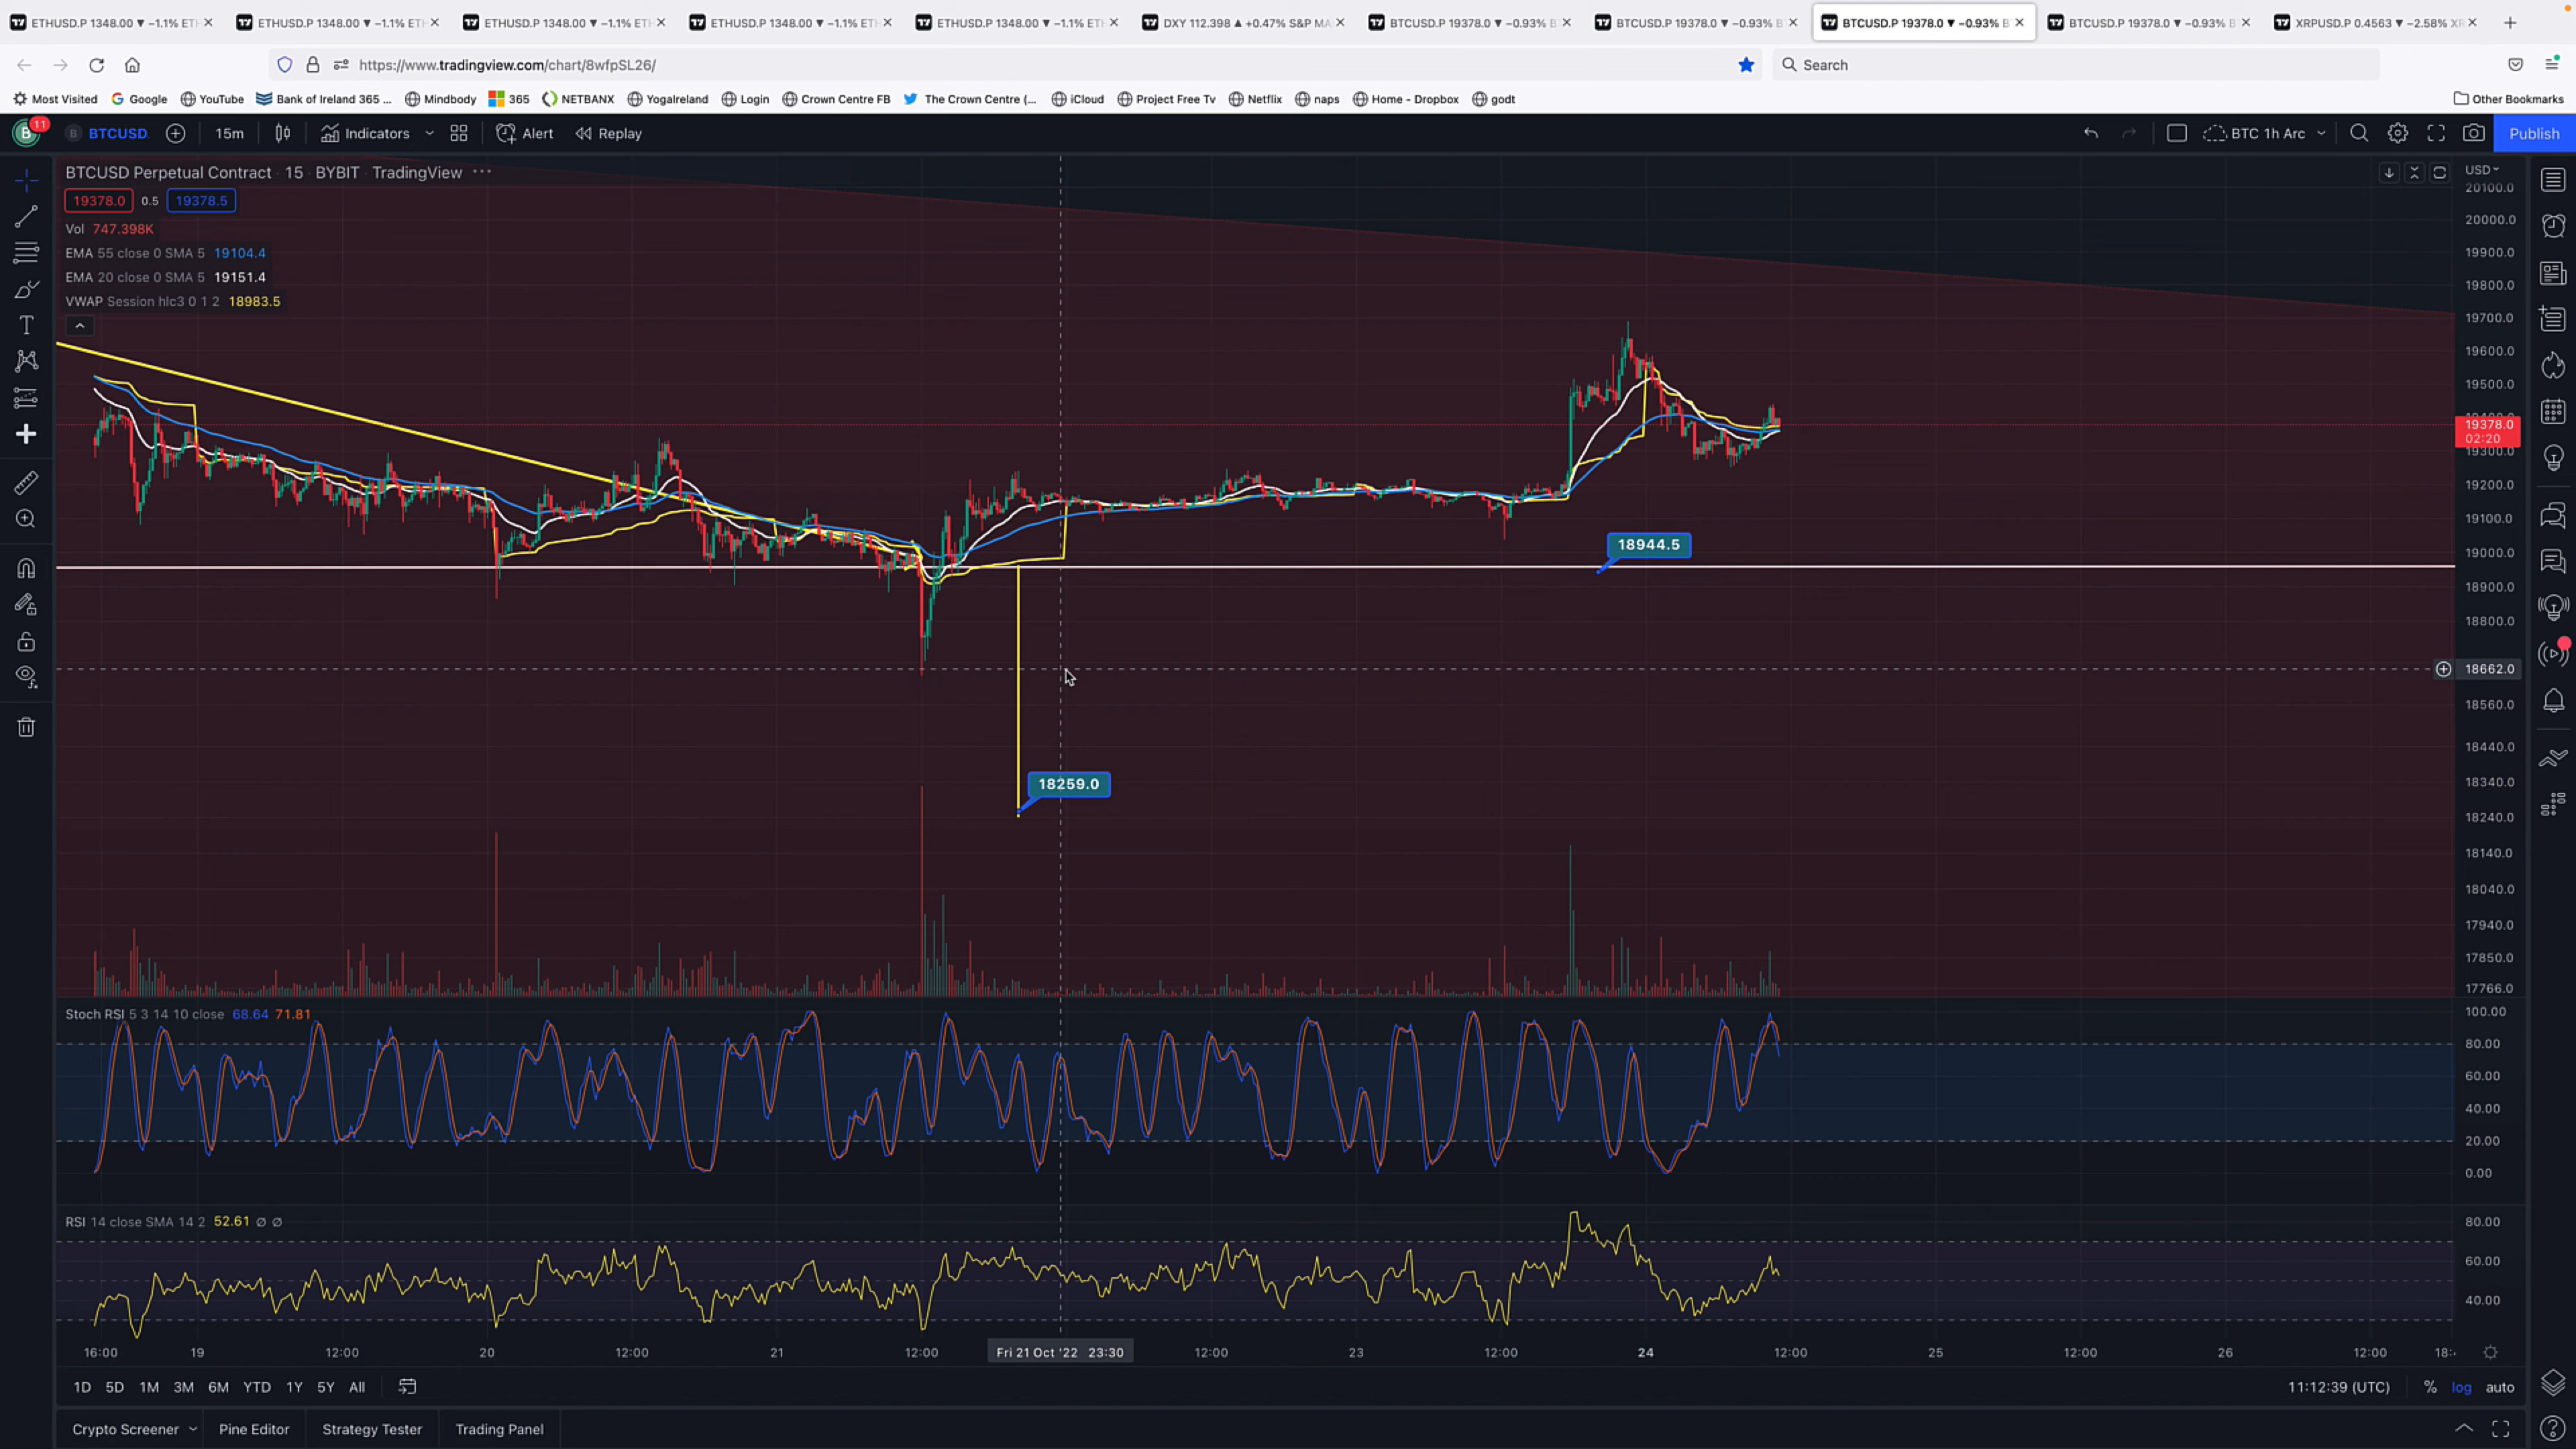 ETHUSD.P 1348.00 ▼ −1.1% ETH
ETHUSD.P 1348.00 ▼ −1.1% ETH
ETHUSD.P 1348.00 ▼ −1.1% ETH
ETHUSD.P 1348.00 ▼ −1.1% ETH
ETHUSD.P 1348.00 ▼ −1.1% ETH
DXY 112.398 ▲ +0.47% S&P MA
BTCUSD.P 19378.0 ▼ −0.93% B
BTCUSD.P 19378.0 ▼ −0.93% B
BTCUSD.P 19378.0 ▼ −0.93% B
BTCUSD.P 19378.0 ▼ −0.93% B
XRPUSD.P 0.4563 ▼ −2.58% XR
https://www.tradingview.com/chart/8wfpSL26/
Search
Most Visited Google YouTube Bank of Ireland 365 ... Mindbody 365 NETBANX YogaIreland Login Crown Centre FB The Crown Centre (... iCloud Project Free Tv Netflix naps Home - Dropbox godt Other Bookmarks
B 11 B BTCUSD 15m Indicators Alert Replay BTC 1h Arc Publish
BTCUSD Perpetual Contract · 15 · BYBIT · TradingView
19378.0 0.5 19378.5
Vol 747.398K
EMA 55 close 0 SMA 5 19104.4
EMA 20 close 0 SMA 5 19151.4
VWAP Session hlc3 0 1 2 18983.5
18944.5
18259.0
USD
20100.0
20000.0
19900.0
19800.0
19700.0
19600.0
19500.0
19400.0
19378.0
02:20
19300.0
19200.0
19100.0
19000.0
18900.0
18800.0
18662.0
18560.0
18440.0
18340.0
18240.0
18140.0
18040.0
17940.0
17850.0
17766.0
Stoch RSI 5 3 14 10 close 68.64 71.81
100.00
80.00
60.00
40.00
20.00
0.00
RSI 14 close SMA 14 2 52.61 ∅ ∅
80.00
60.00
40.00
16:00 19 12:00 20 12:00 21 12:00 Fri 21 Oct '22 23:30 12:00 23 12:00 24 12:00 25 12:00 26 12:00 18:
1D 5D 1M 3M 6M YTD 1Y 5Y All 11:12:39 (UTC) % log auto
Crypto Screener Pine Editor Strategy Tester Trading Panel